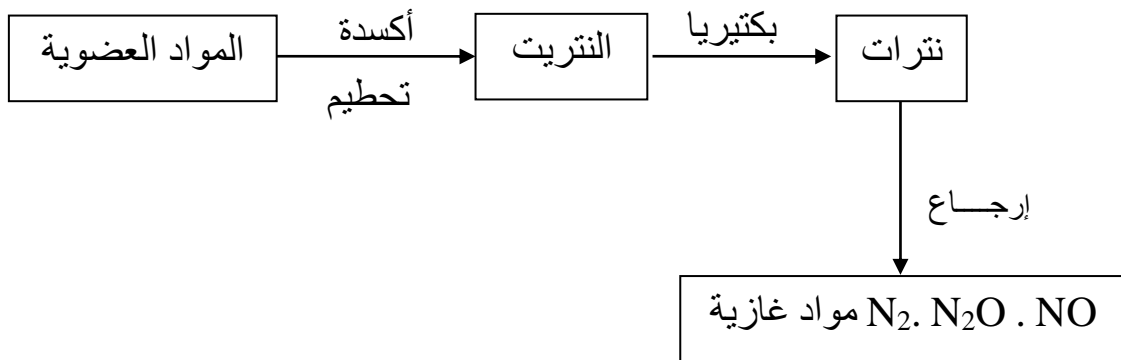 المواد العضوية
أكسدة
تحطيم
النتريت
بكتيريا
نترات
إرجـــاع
مواد غازية N₂. N₂O . NO